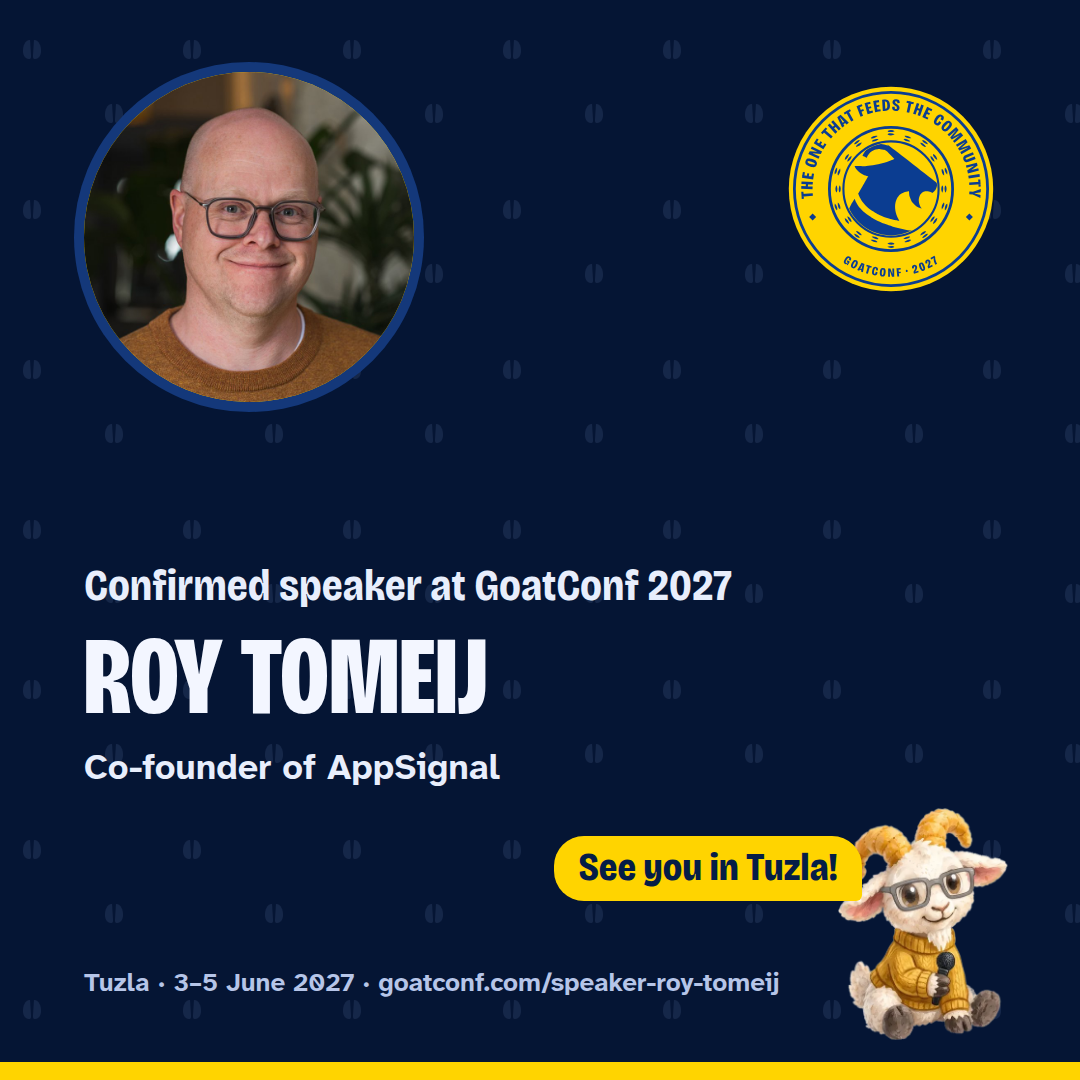 THE ONE THAT FEEDS THE COMMUNITY
GOATCONF · 2027
Confirmed speaker at GoatConf 2027
ROY TOMEIJ
Co-founder of AppSignal
See you in Tuzla!
Tuzla · 3–5 June 2027 · goatconf.com/speaker-roy-tomeij